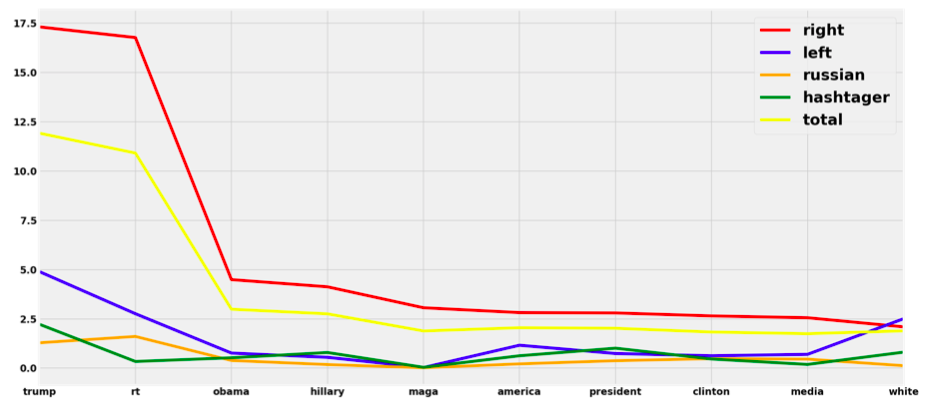 17.5
15.0
12.5
10.0
7.5
5.0
2.5
0.0
right
left
russian
hashtager
total
trump rt obama hillary maga america president clinton media white